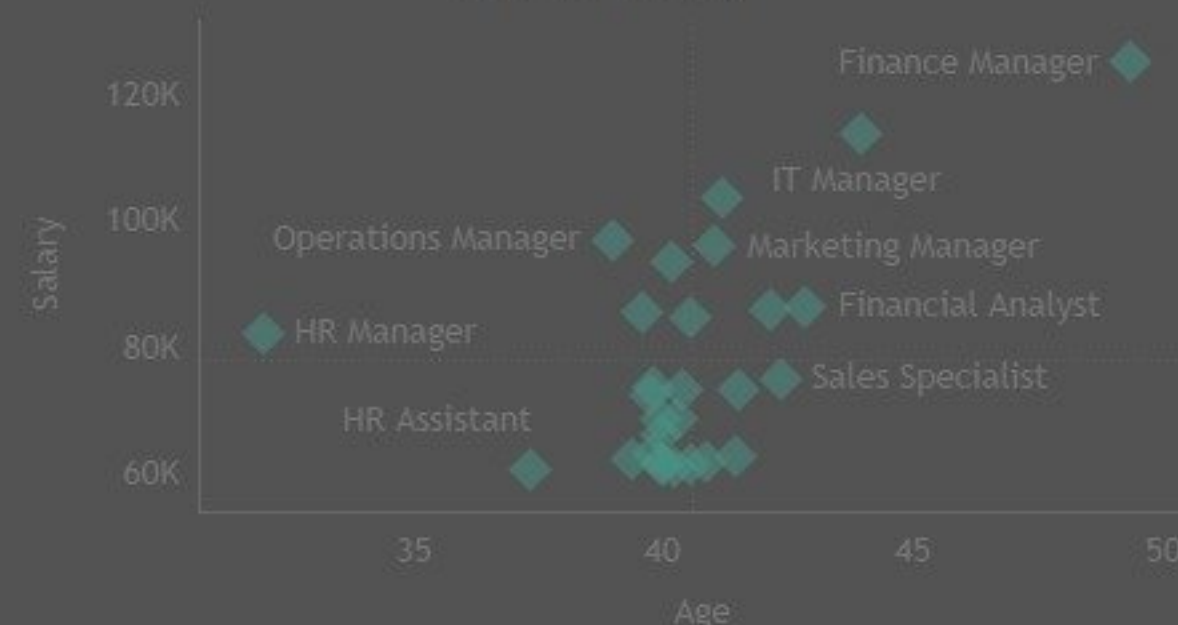 Finance Manager
120K
IT Manager
100K
Operations Manager
Marketing Manager
Salary
Financial Analyst
HR Manager
80K
Sales Specialist
HR Assistant
60K
35
40
45
50
Age